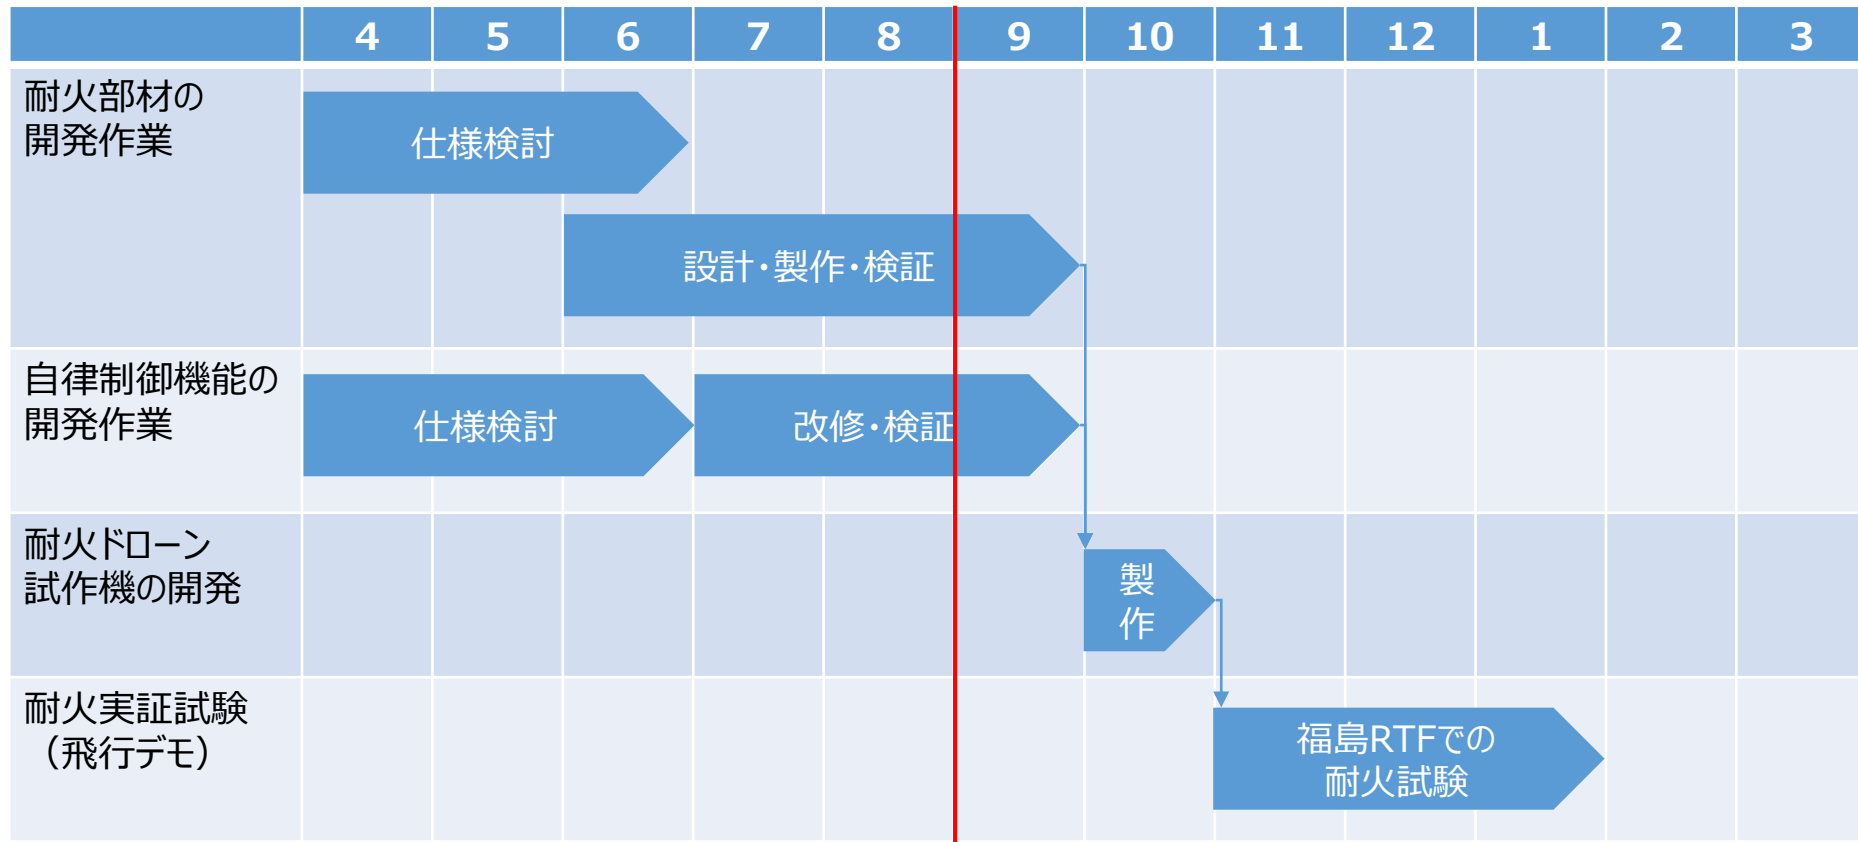 4 5 6 7 8 9 10 11 12 1 2 3
耐火部材の
開発作業
仕様検討
設計・製作・検証
自律制御機能の
開発作業
仕様検討
改修・検証
耐火ドローン
試作機の開発
製
作
耐火実証試験
（飛行デモ）
福島RTFでの
耐火試験